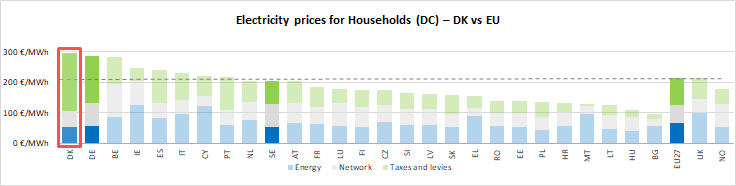 Electricity prices for Households (DC) – DK vs EU
300 €/MWh
200 €/MWh
100 €/MWh
0 €/MWh
DK DE BE IE ES IT CY PT NL SE AT FR LU FI CZ SI LV SK EL RO EE PL HR MT LT HU BG EU27 UK NO
Energy Network Taxes and levies